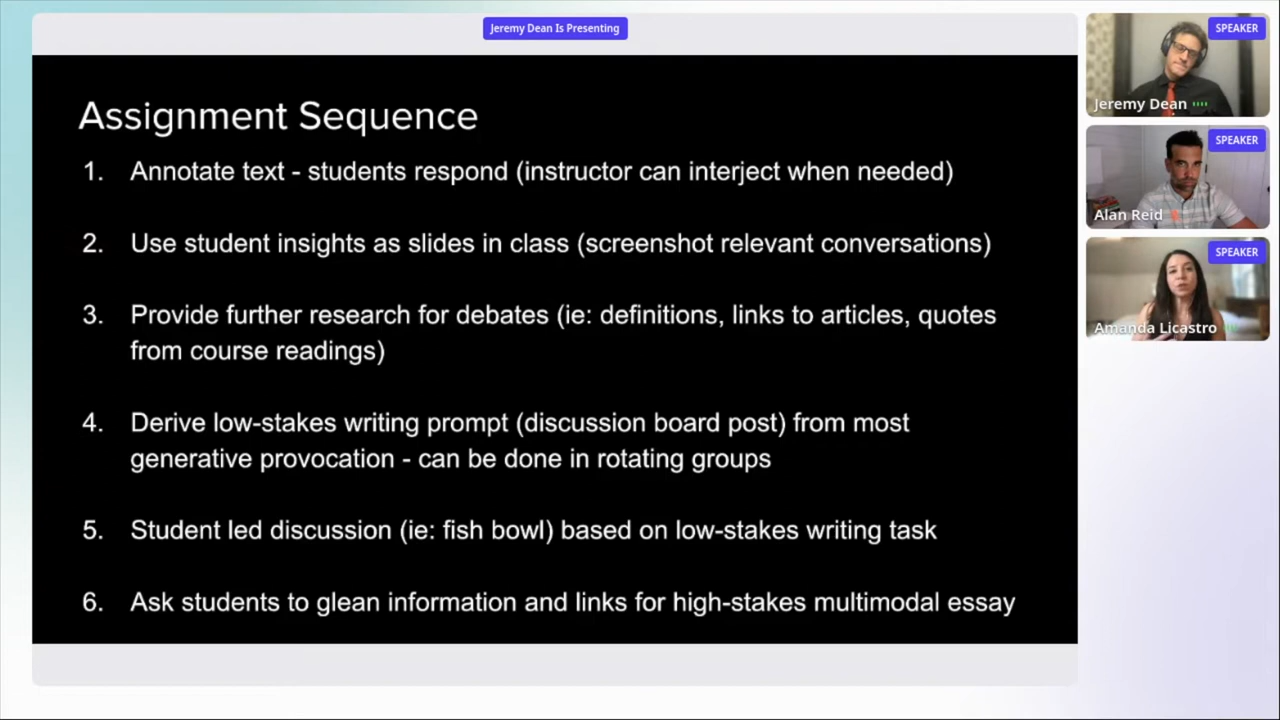 Jeremy Dean Is Presenting
Assignment Sequence
1. Annotate text - students respond (instructor can interject when needed)
2. Use student insights as slides in class (screenshot relevant conversations)
3. Provide further research for debates (ie: definitions, links to articles, quotes
from course readings)
4. Derive low-stakes writing prompt (discussion board post) from most
generative provocation - can be done in rotating groups
5. Student led discussion (ie: fish bowl) based on low-stakes writing task
6. Ask students to glean information and links for high-stakes multimodal essay
SPEAKER
Jeremy Dean
SPEAKER
Alan Reid
SPEAKER
Amanda Licastro